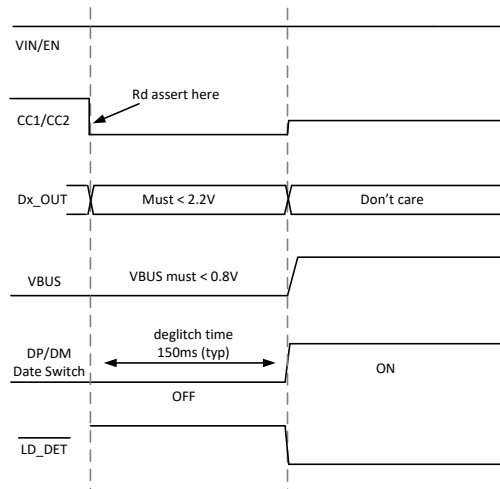 VIN/EN
Rd assert here
CC1/CC2
Dx_OUT
Must < 2.2V
Don't care
VBUS
VBUS must < 0.8V
deglitch time
150ms (typ)
DP/DM
Date Switch
ON
OFF
LD_DET